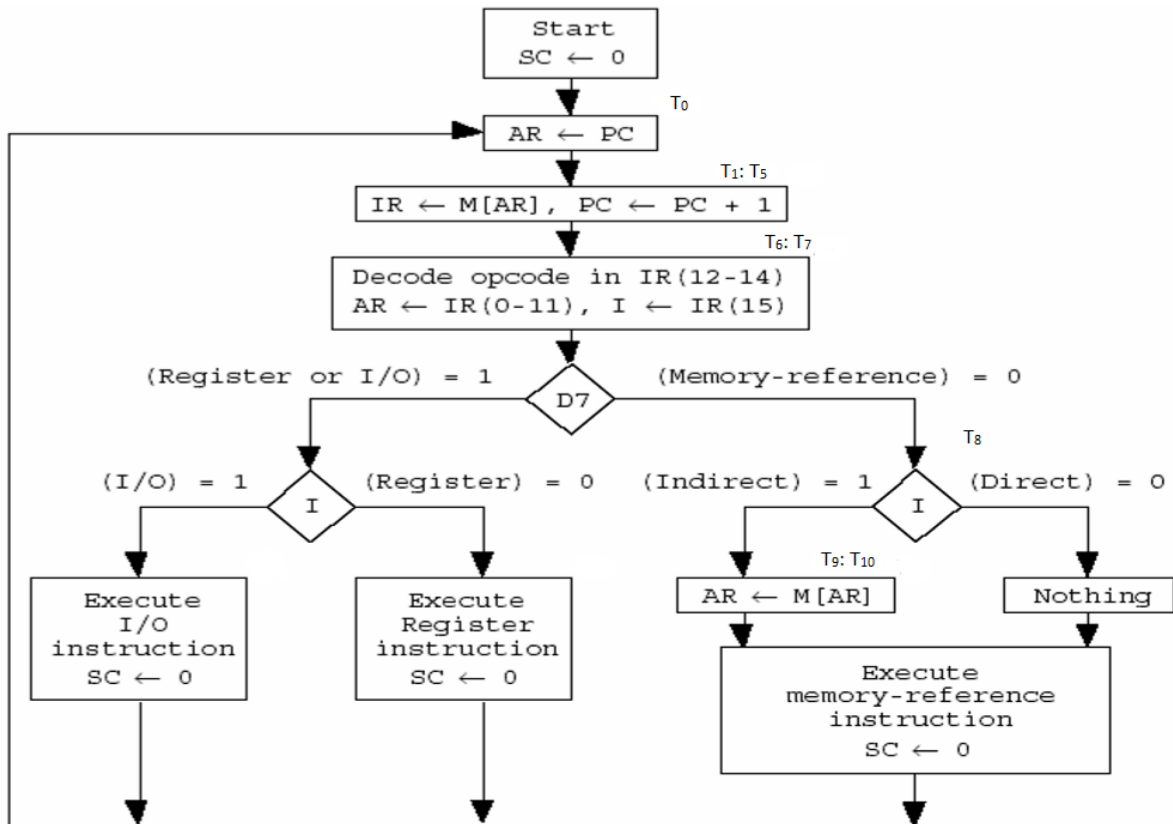 Start
SC ← 0
T₀
AR ← PC
T₁: T₅
IR ← M[AR], PC ← PC + 1
T₆: T₇
Decode opcode in IR(12-14)
AR ← IR(0-11), I ← IR(15)
(Register or I/O) = 1
(Memory-reference) = 0
D7
T₈
(I/O) = 1
(Register) = 0
(Indirect) = 1
(Direct) = 0
I
I
T₉: T₁₀
Execute
I/O
instruction
SC ← 0
Execute
Register
instruction
SC ← 0
AR ← M[AR]
Nothing
Execute
memory-reference
instruction
SC ← 0